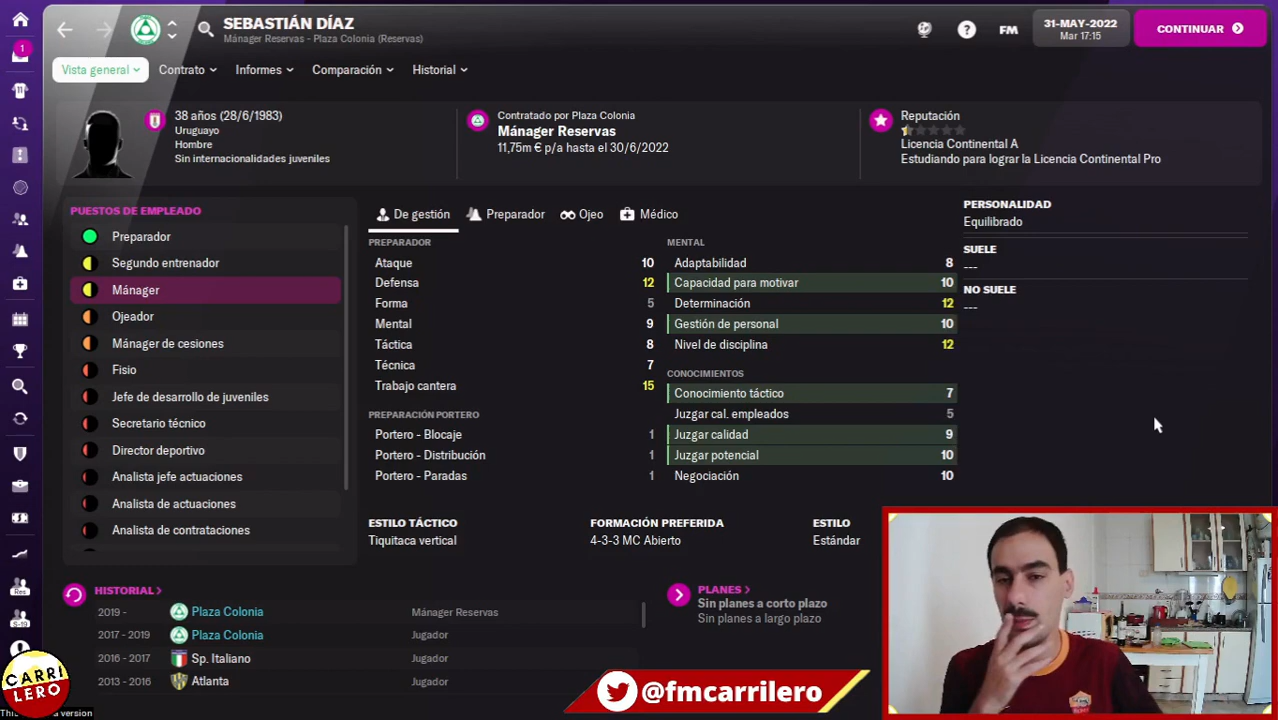 SEBASTIÁN DÍAZ
Mánager Reservas - Plaza Colonia (Reservas)
FM
31-MAY-2022
Mar 17:15
CONTINUAR
1
Vista general
Contrato
Informes
Comparación
Historial
38 años (28/6/1983)
Uruguayo
Hombre
Sin internacionalidades juveniles
Contratado por Plaza Colonia
Mánager Reservas
11,75m € p/a hasta el 30/6/2022
Reputación
Licencia Continental A
Estudiando para lograr la Licencia Continental Pro
PUESTOS DE EMPLEADO
Preparador
Segundo entrenador
Mánager
Ojeador
Mánager de cesiones
Fisio
Jefe de desarrollo de juveniles
Secretario técnico
Director deportivo
Analista jefe actuaciones
Analista de actuaciones
Analista de contrataciones
De gestión
Preparador
Ojeo
Médico
PREPARADOR
Ataque 10
Defensa 12
Forma 5
Mental 9
Táctica 8
Técnica 7
Trabajo cantera 15
PREPARACIÓN PORTERO
Portero - Blocaje 1
Portero - Distribución 1
Portero - Paradas 1
MENTAL
Adaptabilidad 8
Capacidad para motivar 10
Determinación 12
Gestión de personal 10
Nivel de disciplina 12
CONOCIMIENTOS
Conocimiento táctico 7
Juzgar cal. empleados 5
Juzgar calidad 9
Juzgar potencial 10
Negociación 10
PERSONALIDAD
Equilibrado
SUELE
---
NO SUELE
---
ESTILO TÁCTICO
Tiquitaca vertical
FORMACIÓN PREFERIDA
4-3-3 MC Abierto
ESTILO
Estándar
HISTORIAL >
2019 - Plaza Colonia Mánager Reservas
2017 - 2019 Plaza Colonia Jugador
2016 - 2017 Sp. Italiano Jugador
2013 - 2016 Atlanta Jugador
PLANES >
Sin planes a corto plazo
Sin planes a largo plazo
Res
S-19
CARRI
LERO
@fmcarrilero